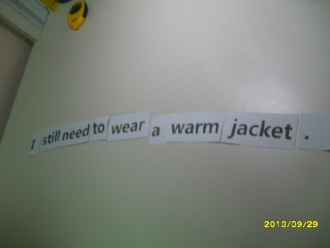 I still need to wear a warm jacket .
2013/09/29